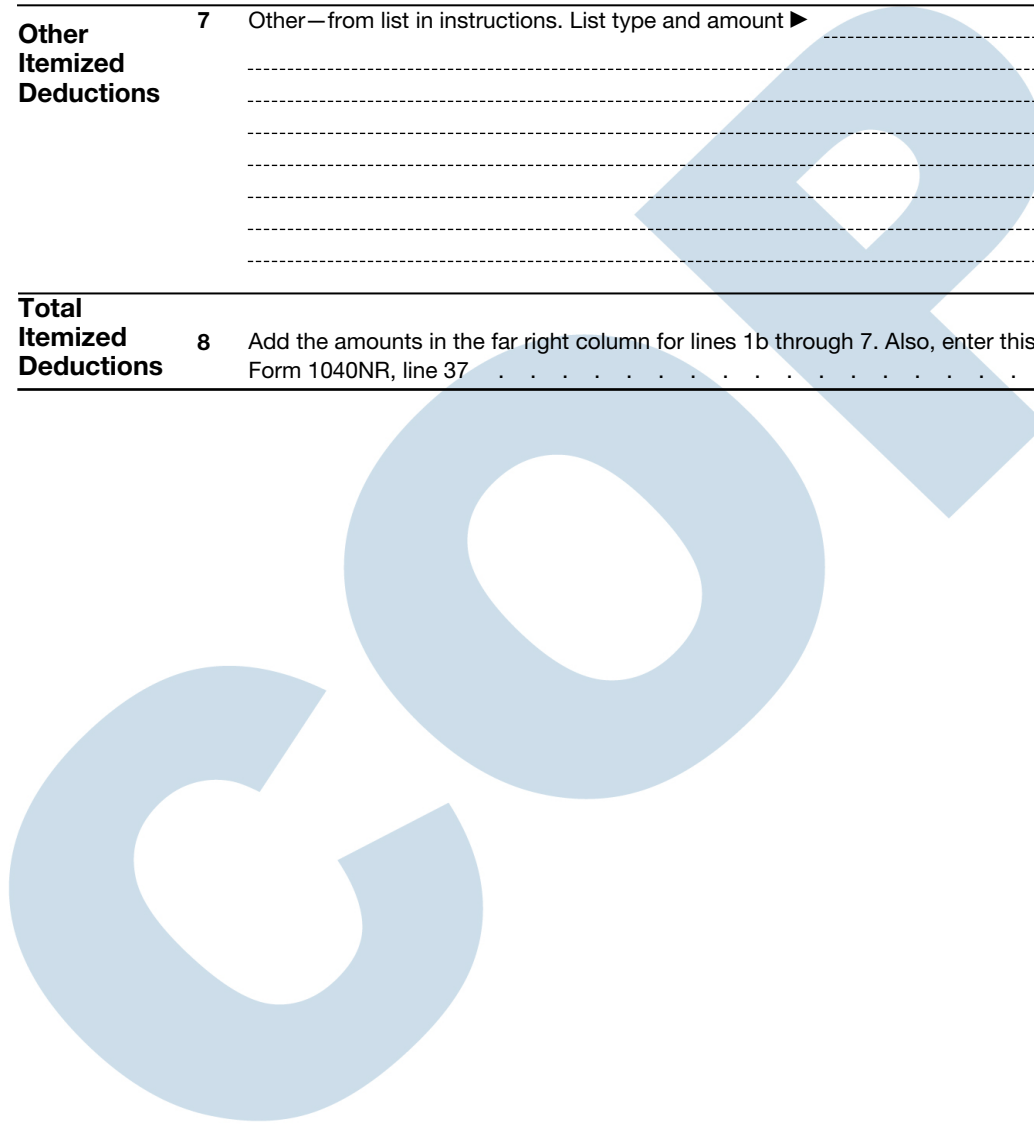 Other
Itemized
Deductions
7 Other—from list in instructions. List type and amount ▶
Total
Itemized
Deductions
8 Add the amounts in the far right column for lines 1b through 7. Also, enter this
Form 1040NR, line 37 . . . . . . . . . . . . . . . . . .
COP